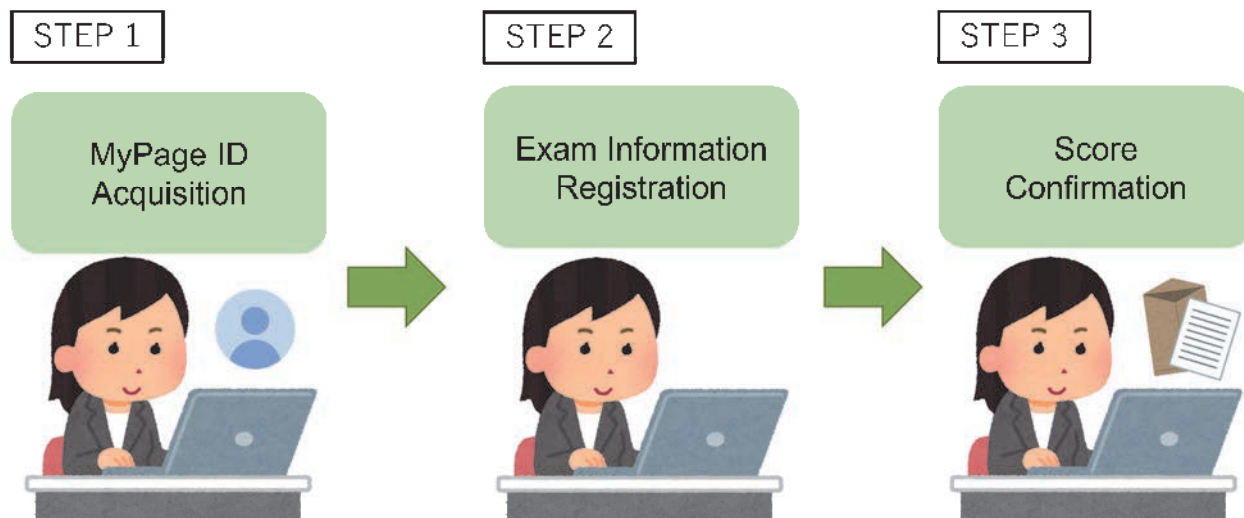 STEP 1
MyPage ID
Acquisition
STEP 2
Exam Information
Registration
STEP 3
Score
Confirmation